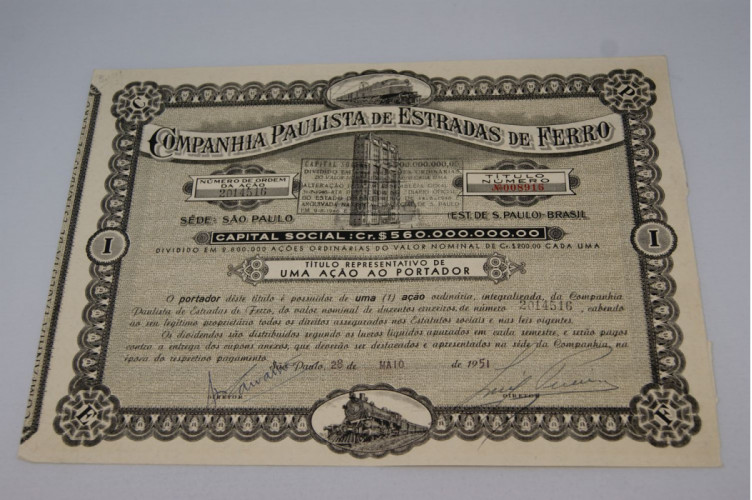 C
P
COMPANHIA PAULISTA DE ESTRADAS DE FERRO
NÚMERO DE ORDEM
DA AÇÃO
2014516
TÍTULO
NÚMERO
Nº008916
CAPITAL
SÉDE: SÃO PAULO
(EST. DE S. PAULO) BRASIL
CAPITAL SOCIAL: Cr.$560.000.000.00
DIVIDIDO EM 2.800.000 AÇÕES ORDINARIAS DO VALOR NOMINAL DE Cr.$200.00 CADA UMA
I
I
TÍTULO REPRESENTATIVO DE
UMA AÇÃO AO PORTADOR
O portador dêste título é possuidor de uma (1) ação ordinária, integralizada, da Companhia
Paulista de Estradas de Ferro, do valor nominal de duzentos cruzeiros, de número 2014516, cabendo
ao seu legítimo proprietário todos os direitos assegurados nos Estatutos sociais e nas leis vigentes.
Os dividendos são distribuidos segundo os lucros líquidos apurados em cada semestre, e serão pagos
contra a entrega dos cupons anexos, que deverão ser destacados e apresentados na séde da Companhia, na
época do respectivo pagamento.
São Paulo, 28 de MAIO de 1951
DIRETOR
DIRETOR
E
F